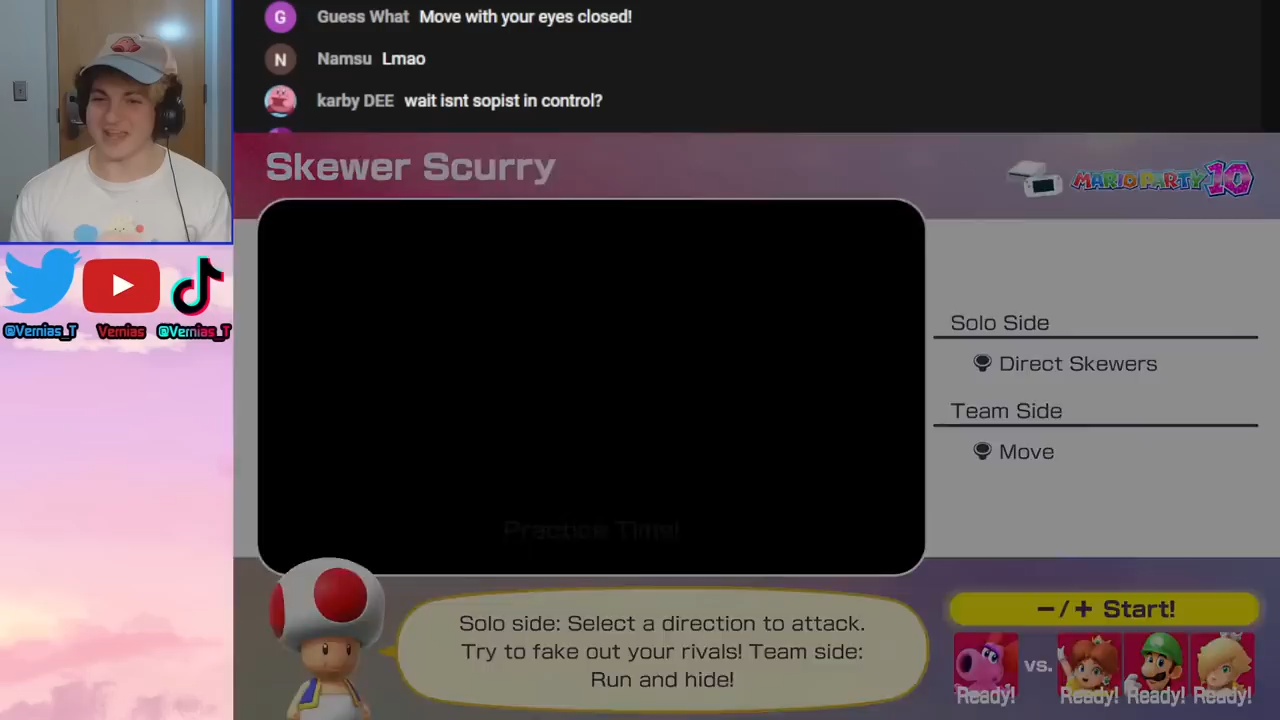 G Guess What Move with your eyes closed!
N Namsu Lmao
karby DEE wait isnt sopist in control?
Skewer Scurry
MARIO PARTY 10
Solo Side
Direct Skewers
Team Side
Move
@Vernias_T Vernias @Vernias_T
Practice Time!
Solo side: Select a direction to attack.
Try to fake out your rivals! Team side:
Run and hide!
−/+ Start!
vs.
Ready! Ready! Ready! Ready!